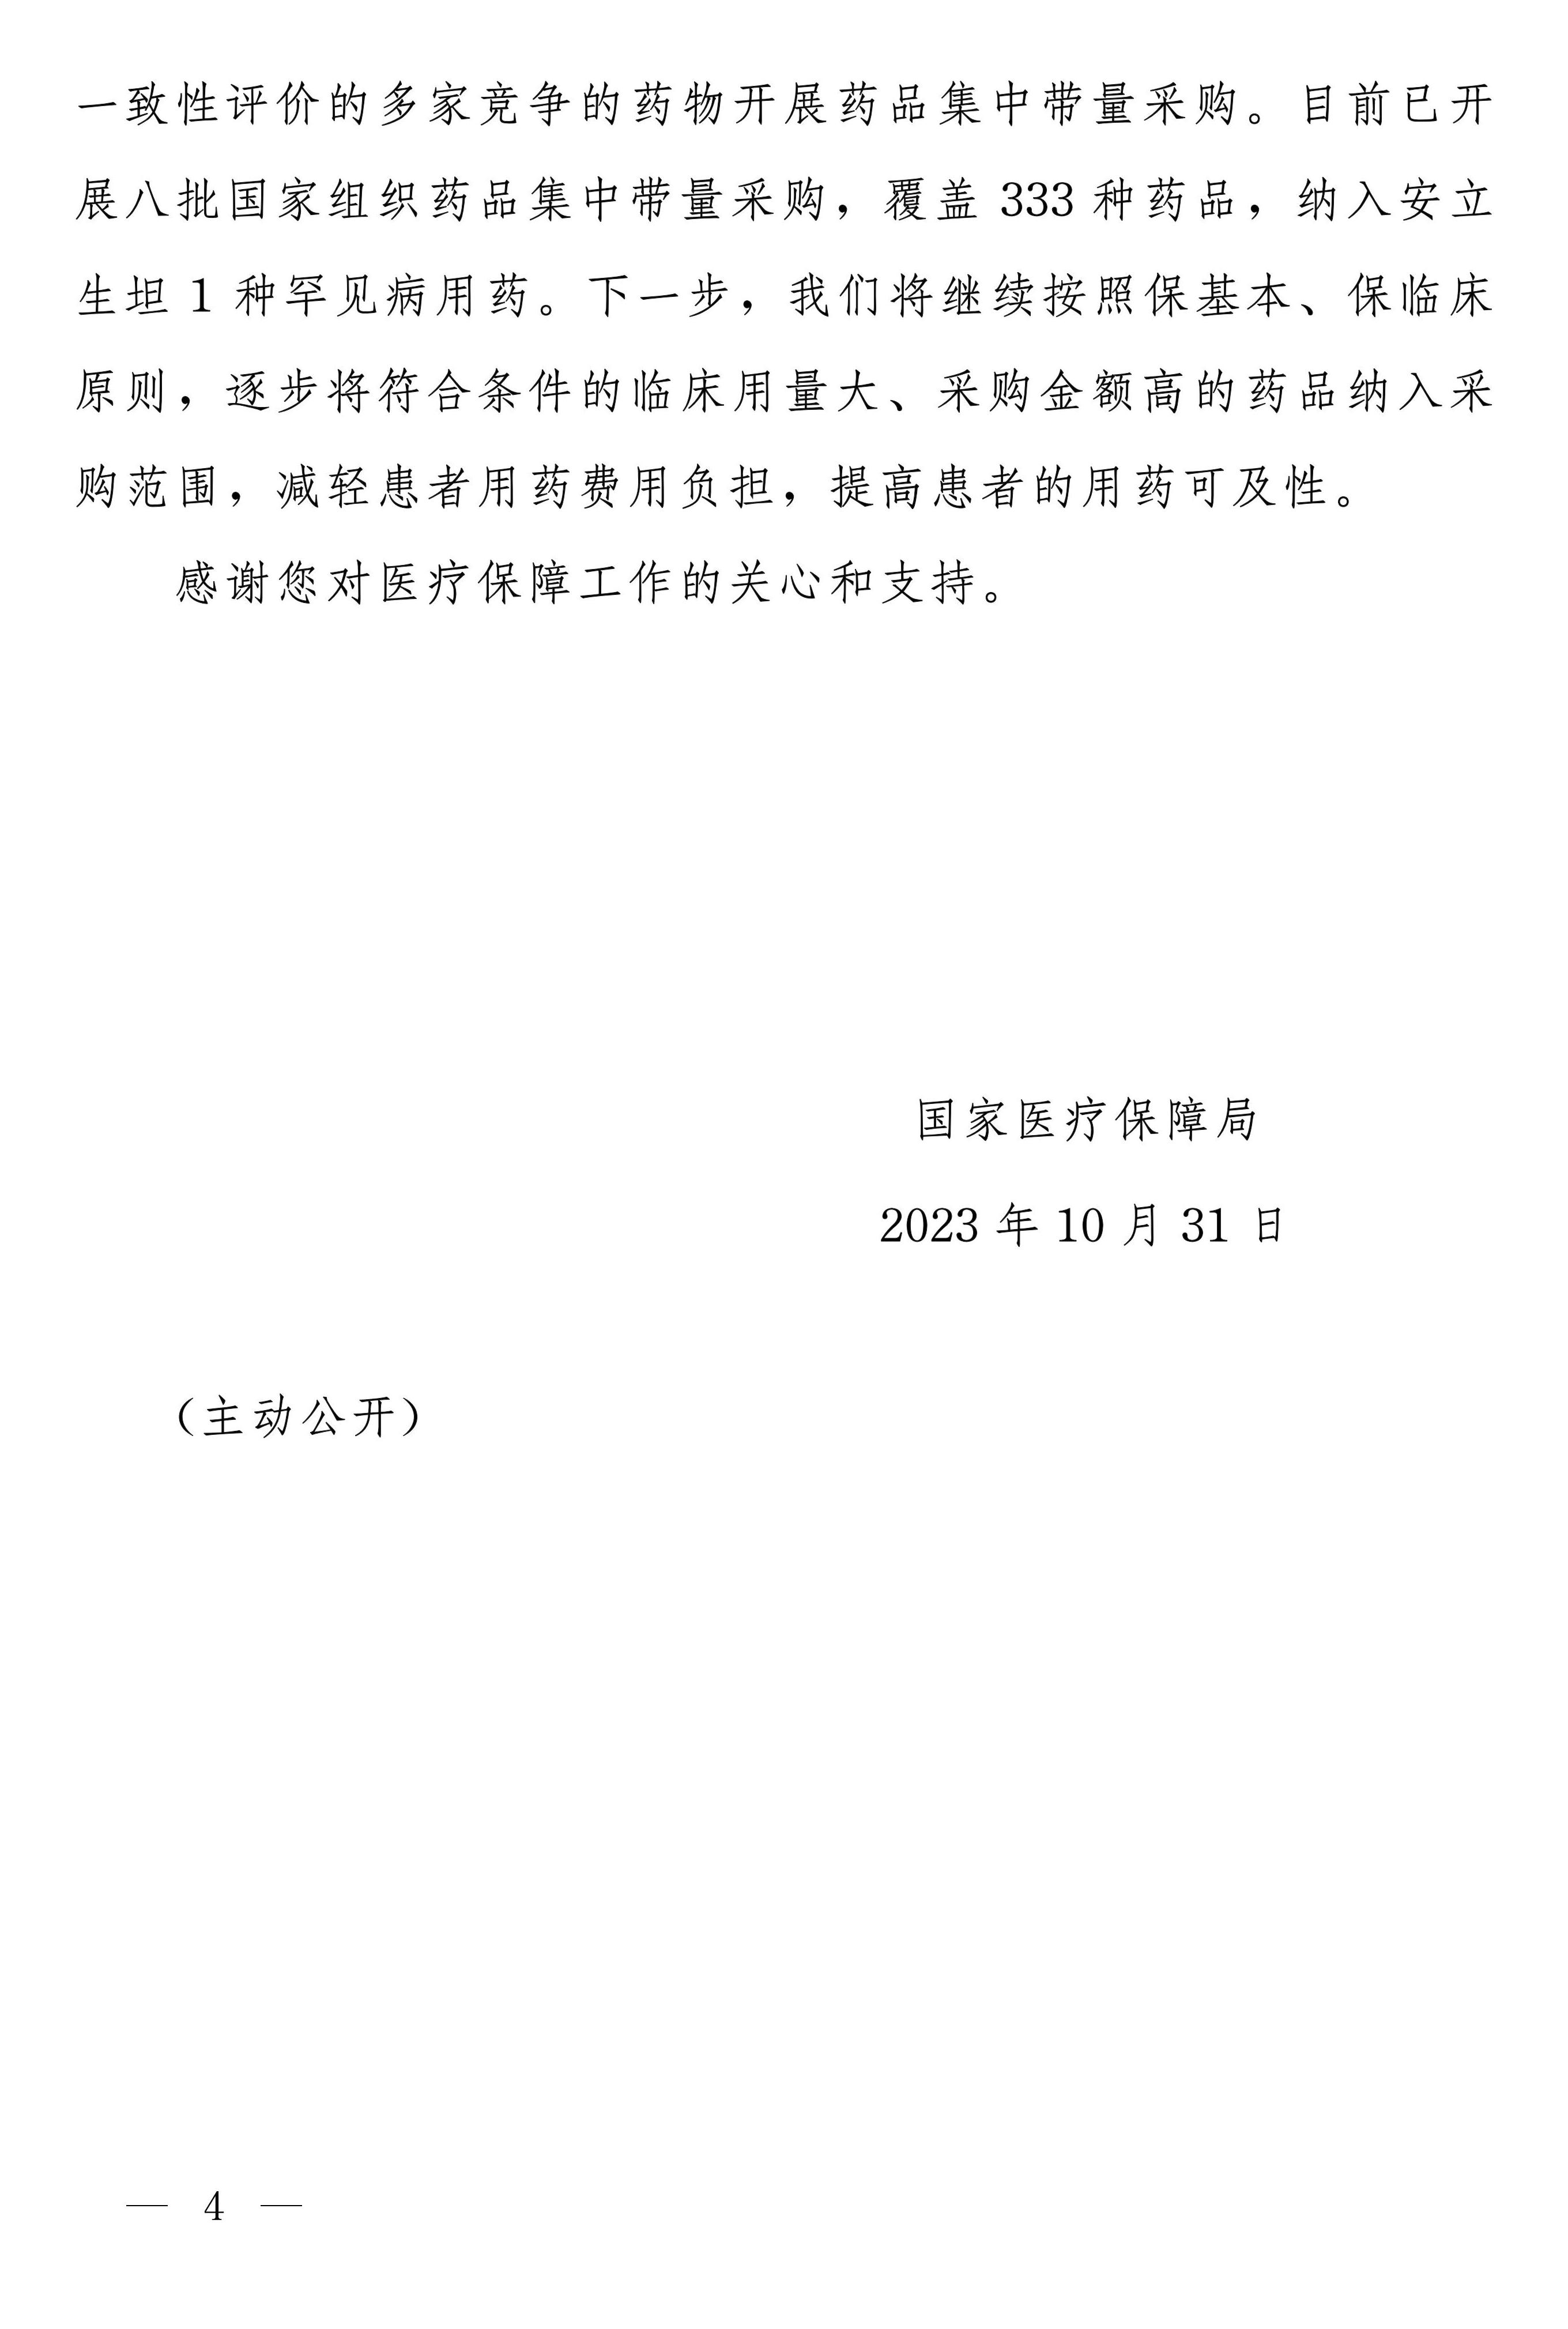 一致性评价的多家竞争的药物开展药品集中带量采购。目前已开
展八批国家组织药品集中带量采购，覆盖 333 种药品，纳入安立
生坦 1 种罕见病用药。下一步，我们将继续按照保基本、保临床
原则，逐步将符合条件的临床用量大、采购金额高的药品纳入采
购范围，减轻患者用药费用负担，提高患者的用药可及性。
感谢您对医疗保障工作的关心和支持。
国家医疗保障局
2023 年 10 月 31 日
（主动公开）
— 4 —